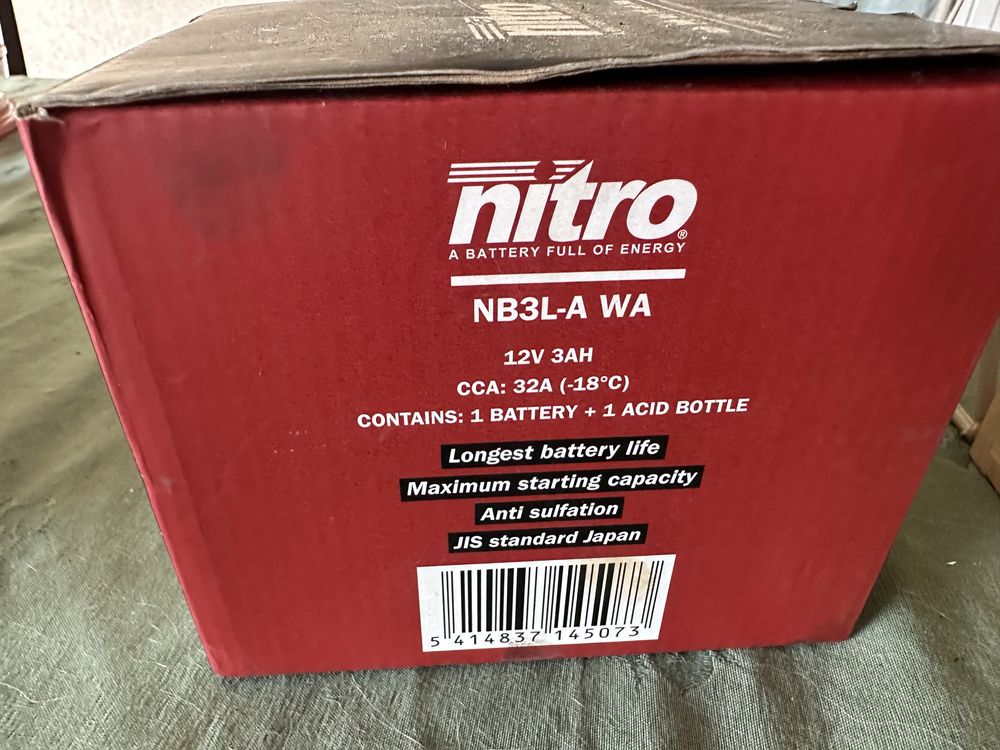 nitro®
A BATTERY FULL OF ENERGY
NB3L-A WA
12V 3AH
CCA: 32A (-18°C)
CONTAINS: 1 BATTERY + 1 ACID BOTTLE
Longest battery life
Maximum starting capacity
Anti sulfation
JIS standard Japan
5 414837 145073